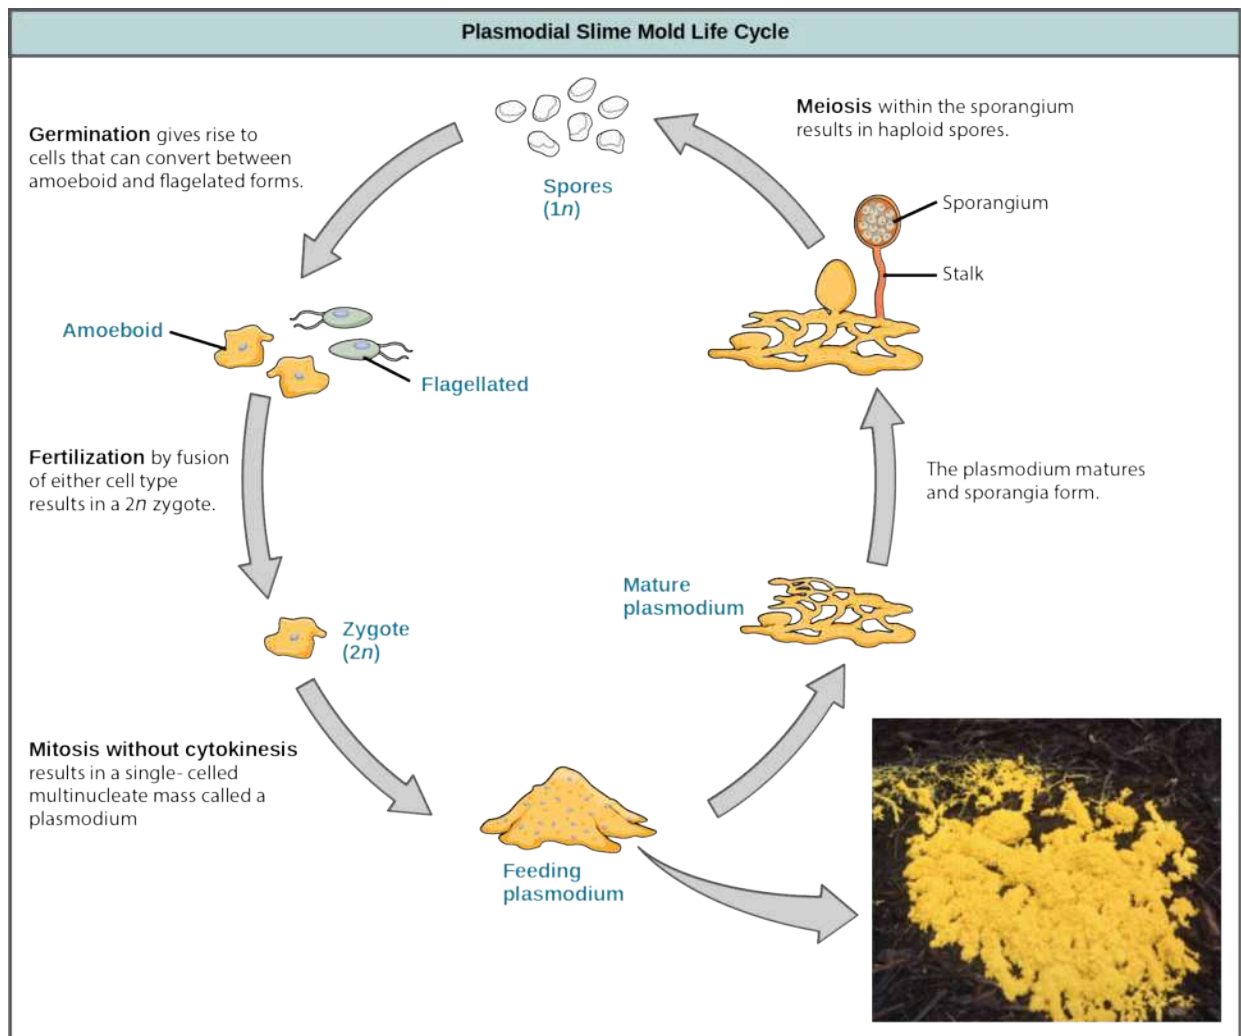 Plasmodial Slime Mold Life Cycle
Germination gives rise to
cells that can convert between
amoeboid and flagelated forms.
Spores
(1n)
Meiosis within the sporangium
results in haploid spores.
Sporangium
Stalk
Amoeboid
Flagellated
Fertilization by fusion
of either cell type
results in a 2n zygote.
The plasmodium matures
and sporangia form.
Zygote
(2n)
Mature
plasmodium
Mitosis without cytokinesis
results in a single- celled
multinucleate mass called a
plasmodium
Feeding
plasmodium